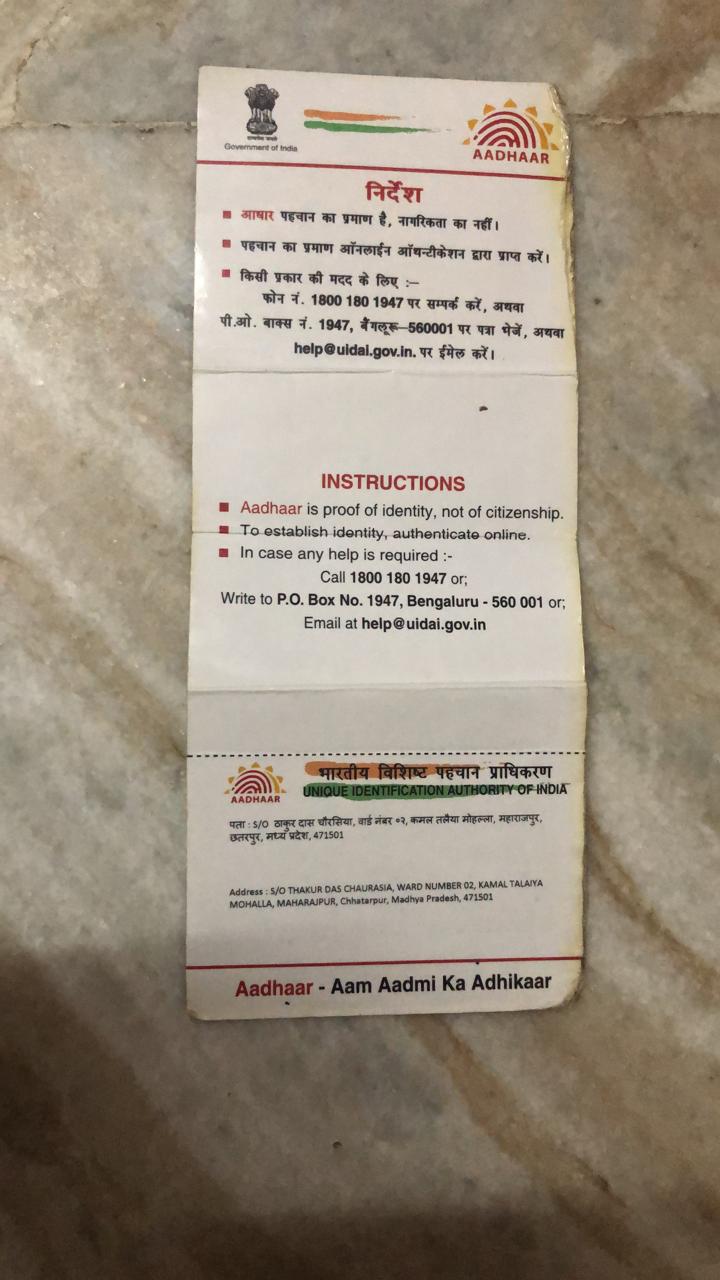 सत्यमेव जयते
Government of India
AADHAAR
निर्देश
आधार पहचान का प्रमाण है, नागरिकता का नहीं।
पहचान का प्रमाण ऑनलाईन ऑथन्टीकेशन द्वारा प्राप्त करें।
किसी प्रकार की मदद के लिए :–
फोन नं. 1800 180 1947 पर सम्पर्क करें, अथवा
पी.ओ. बाक्स नं. 1947, बैंगलूरू–560001 पर पत्रा भेजें, अथवा
help@uidai.gov.in. पर ईमेल करें।
INSTRUCTIONS
Aadhaar is proof of identity, not of citizenship.
To establish identity, authenticate online.
In case any help is required :-
Call 1800 180 1947 or;
Write to P.O. Box No. 1947, Bengaluru - 560 001 or;
Email at help@uidai.gov.in
AADHAAR
भारतीय विशिष्ट पहचान प्राधिकरण
UNIQUE IDENTIFICATION AUTHORITY OF INDIA
पता : S/O ठाकुर दास चौरसिया, वार्ड नंबर ०२, कमल तलैया मोहल्ला, महाराजपुर,
छतरपुर, मध्य प्रदेश, 471501
Address : S/O THAKUR DAS CHAURASIA, WARD NUMBER 02, KAMAL TALAIYA
MOHALLA, MAHARAJPUR, Chhatarpur, Madhya Pradesh, 471501
Aadhaar - Aam Aadmi Ka Adhikaar